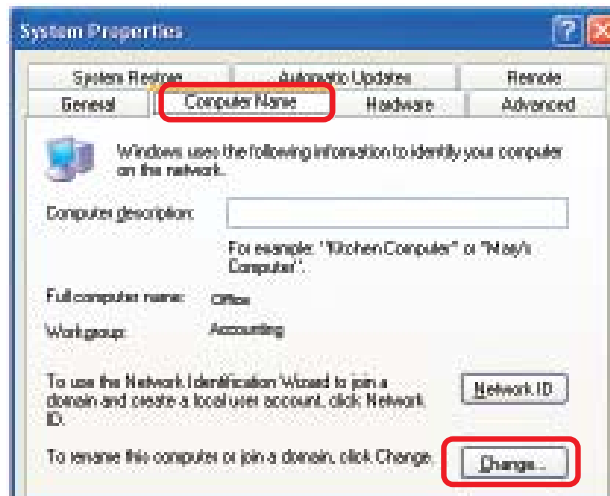 System Properties
System Restore Automatic Updates Remote
General Computer Name Hardware Advanced
Windows uses the following information to identify your computer
on the network.
Computer description:
For example: "Kitchen Computer" or "Mary's
Computer".
Full computer name: Office
Workgroup: Accounting
To use the Network Identification Wizard to join a
domain and create a local user account, click Network
ID.
Network ID
To rename this computer or join a domain, click Change.
Change...